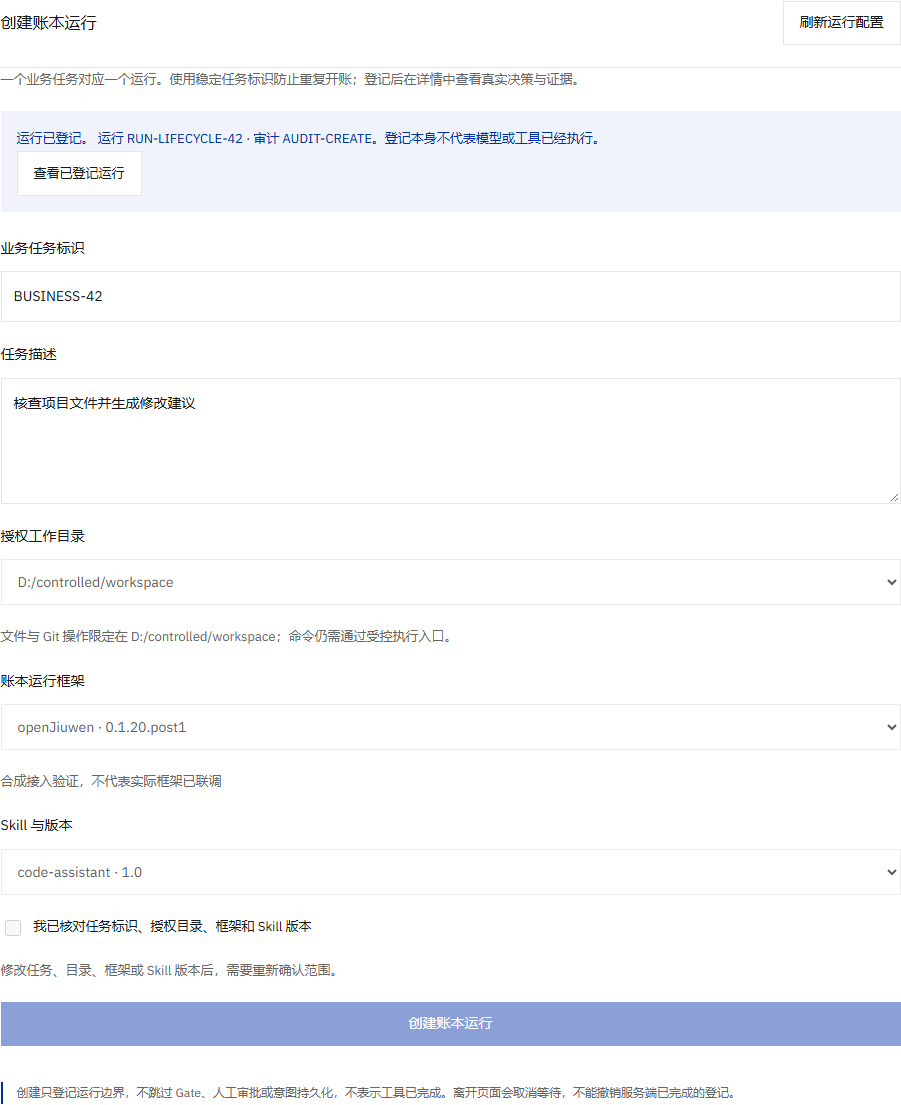 创建账本运行
刷新运行配置
一个业务任务对应一个运行。使用稳定任务标识防止重复开账；登记后在详情中查看真实决策与证据。
运行已登记。 运行 RUN-LIFECYCLE-42 · 审计 AUDIT-CREATE。登记本身不代表模型或工具已经执行。
查看已登记运行
业务任务标识
BUSINESS-42
任务描述
核查项目文件并生成修改建议
授权工作目录
D:/controlled/workspace
文件与 Git 操作限定在 D:/controlled/workspace；命令仍需通过受控执行入口。
账本运行框架
openJiuwen · 0.1.20.post1
合成接入验证，不代表实际框架已联调
Skill 与版本
code-assistant · 1.0
我已核对任务标识、授权目录、框架和 Skill 版本
修改任务、目录、框架或 Skill 版本后，需要重新确认范围。
创建账本运行
创建只登记运行边界，不跳过 Gate、人工审批或意图持久化，不表示工具已完成。离开页面会取消等待，不能撤销服务端已完成的登记。